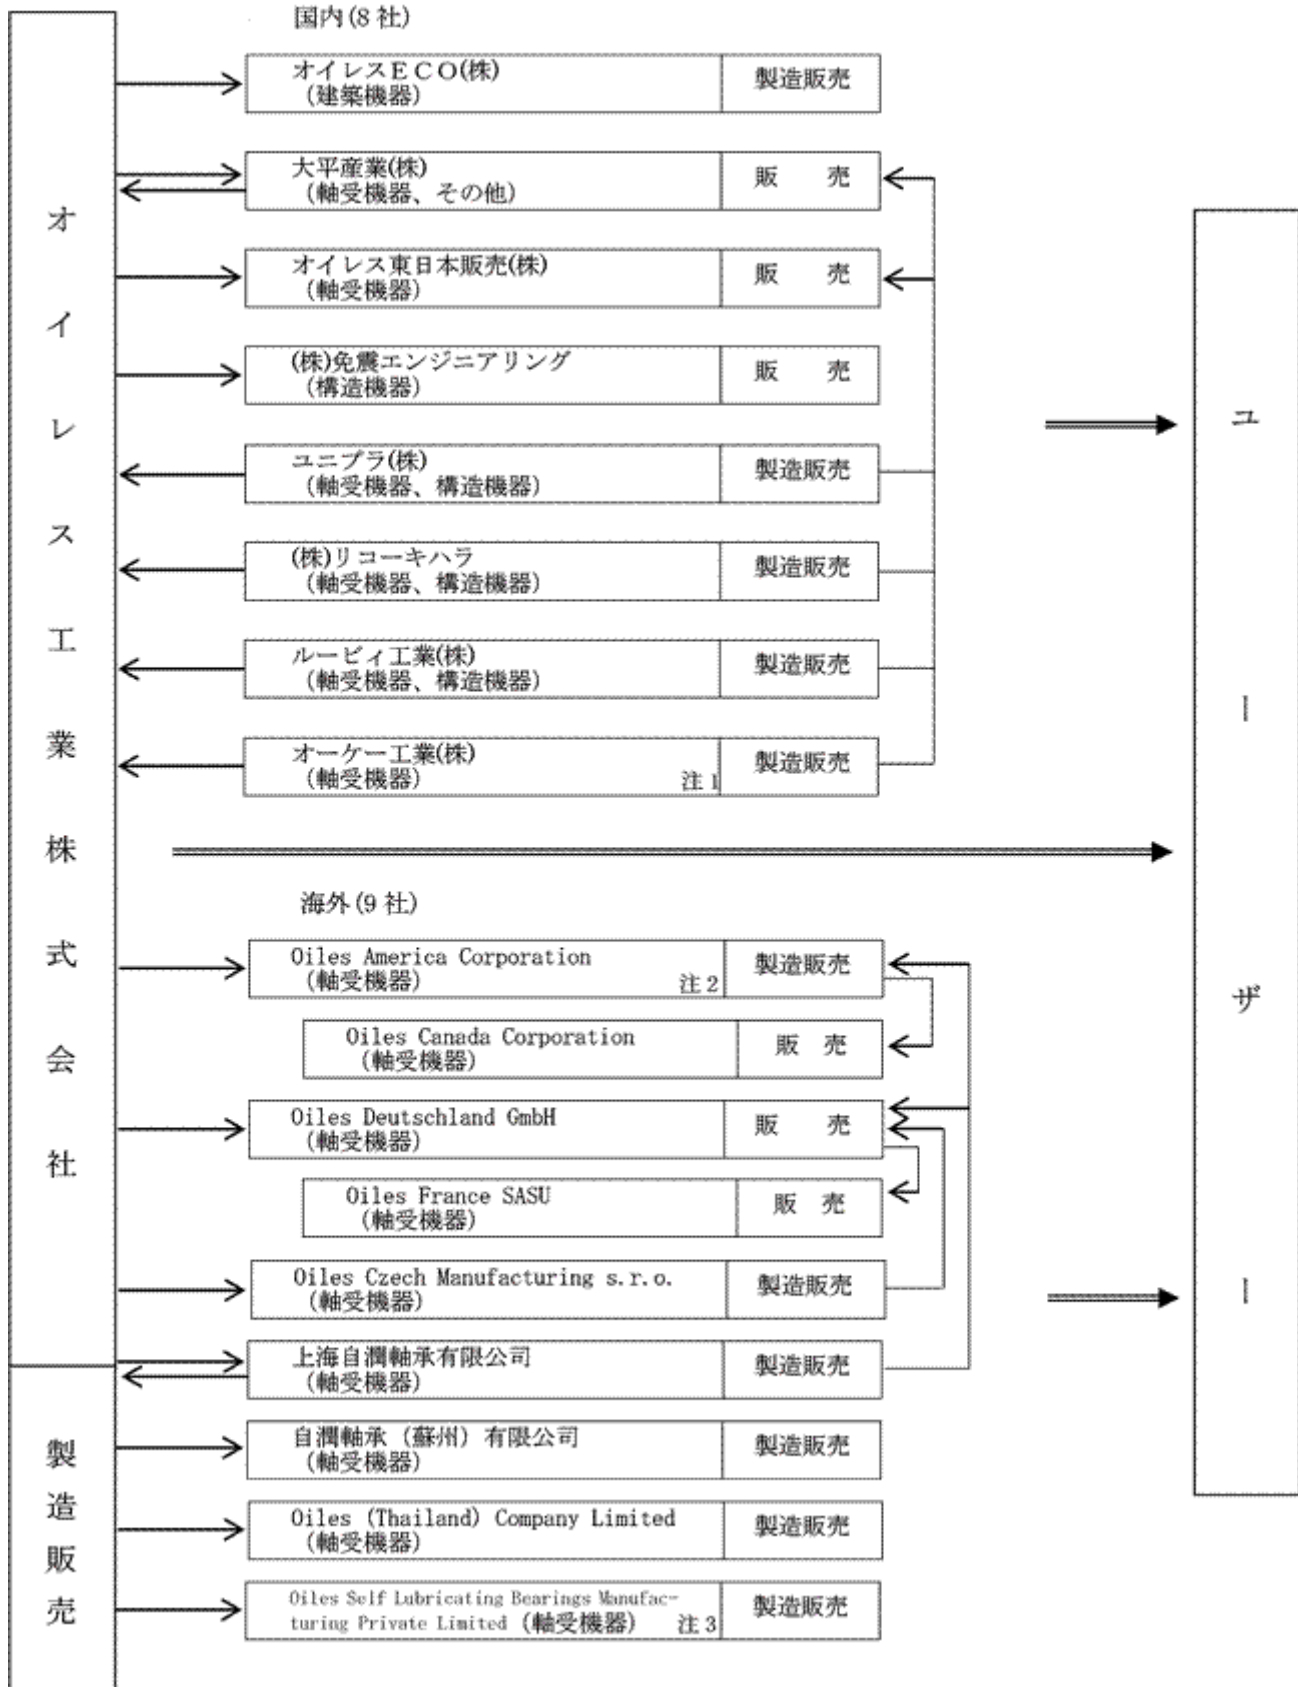 国内(8社)
オイレスECO(株)
(建築機器)
製造販売
大平産業(株)
(軸受機器、その他)
販　売
オイレス東日本販売(株)
(軸受機器)
販　売
(株)免震エンジニアリング
(構造機器)
販　売
ユニプラ(株)
(軸受機器、構造機器)
製造販売
(株)リコーキハラ
(軸受機器、構造機器)
製造販売
ルービィ工業(株)
(軸受機器、構造機器)
製造販売
オーケー工業(株)
(軸受機器)　注1
製造販売
海外(9社)
Oiles America Corporation
(軸受機器)　注2
製造販売
Oiles Canada Corporation
(軸受機器)
販　売
Oiles Deutschland GmbH
(軸受機器)
販　売
Oiles France SASU
(軸受機器)
販　売
Oiles Czech Manufacturing s.r.o.
(軸受機器)
製造販売
上海自潤軸承有限公司
(軸受機器)
製造販売
自潤軸承（蘇州）有限公司
(軸受機器)
製造販売
Oiles (Thailand) Company Limited
(軸受機器)
製造販売
Oiles Self Lubricating Bearings Manufac-
turing Private Limited (軸受機器)　注3
製造販売
オイレス工業株式会社
製造販売
ユーザー